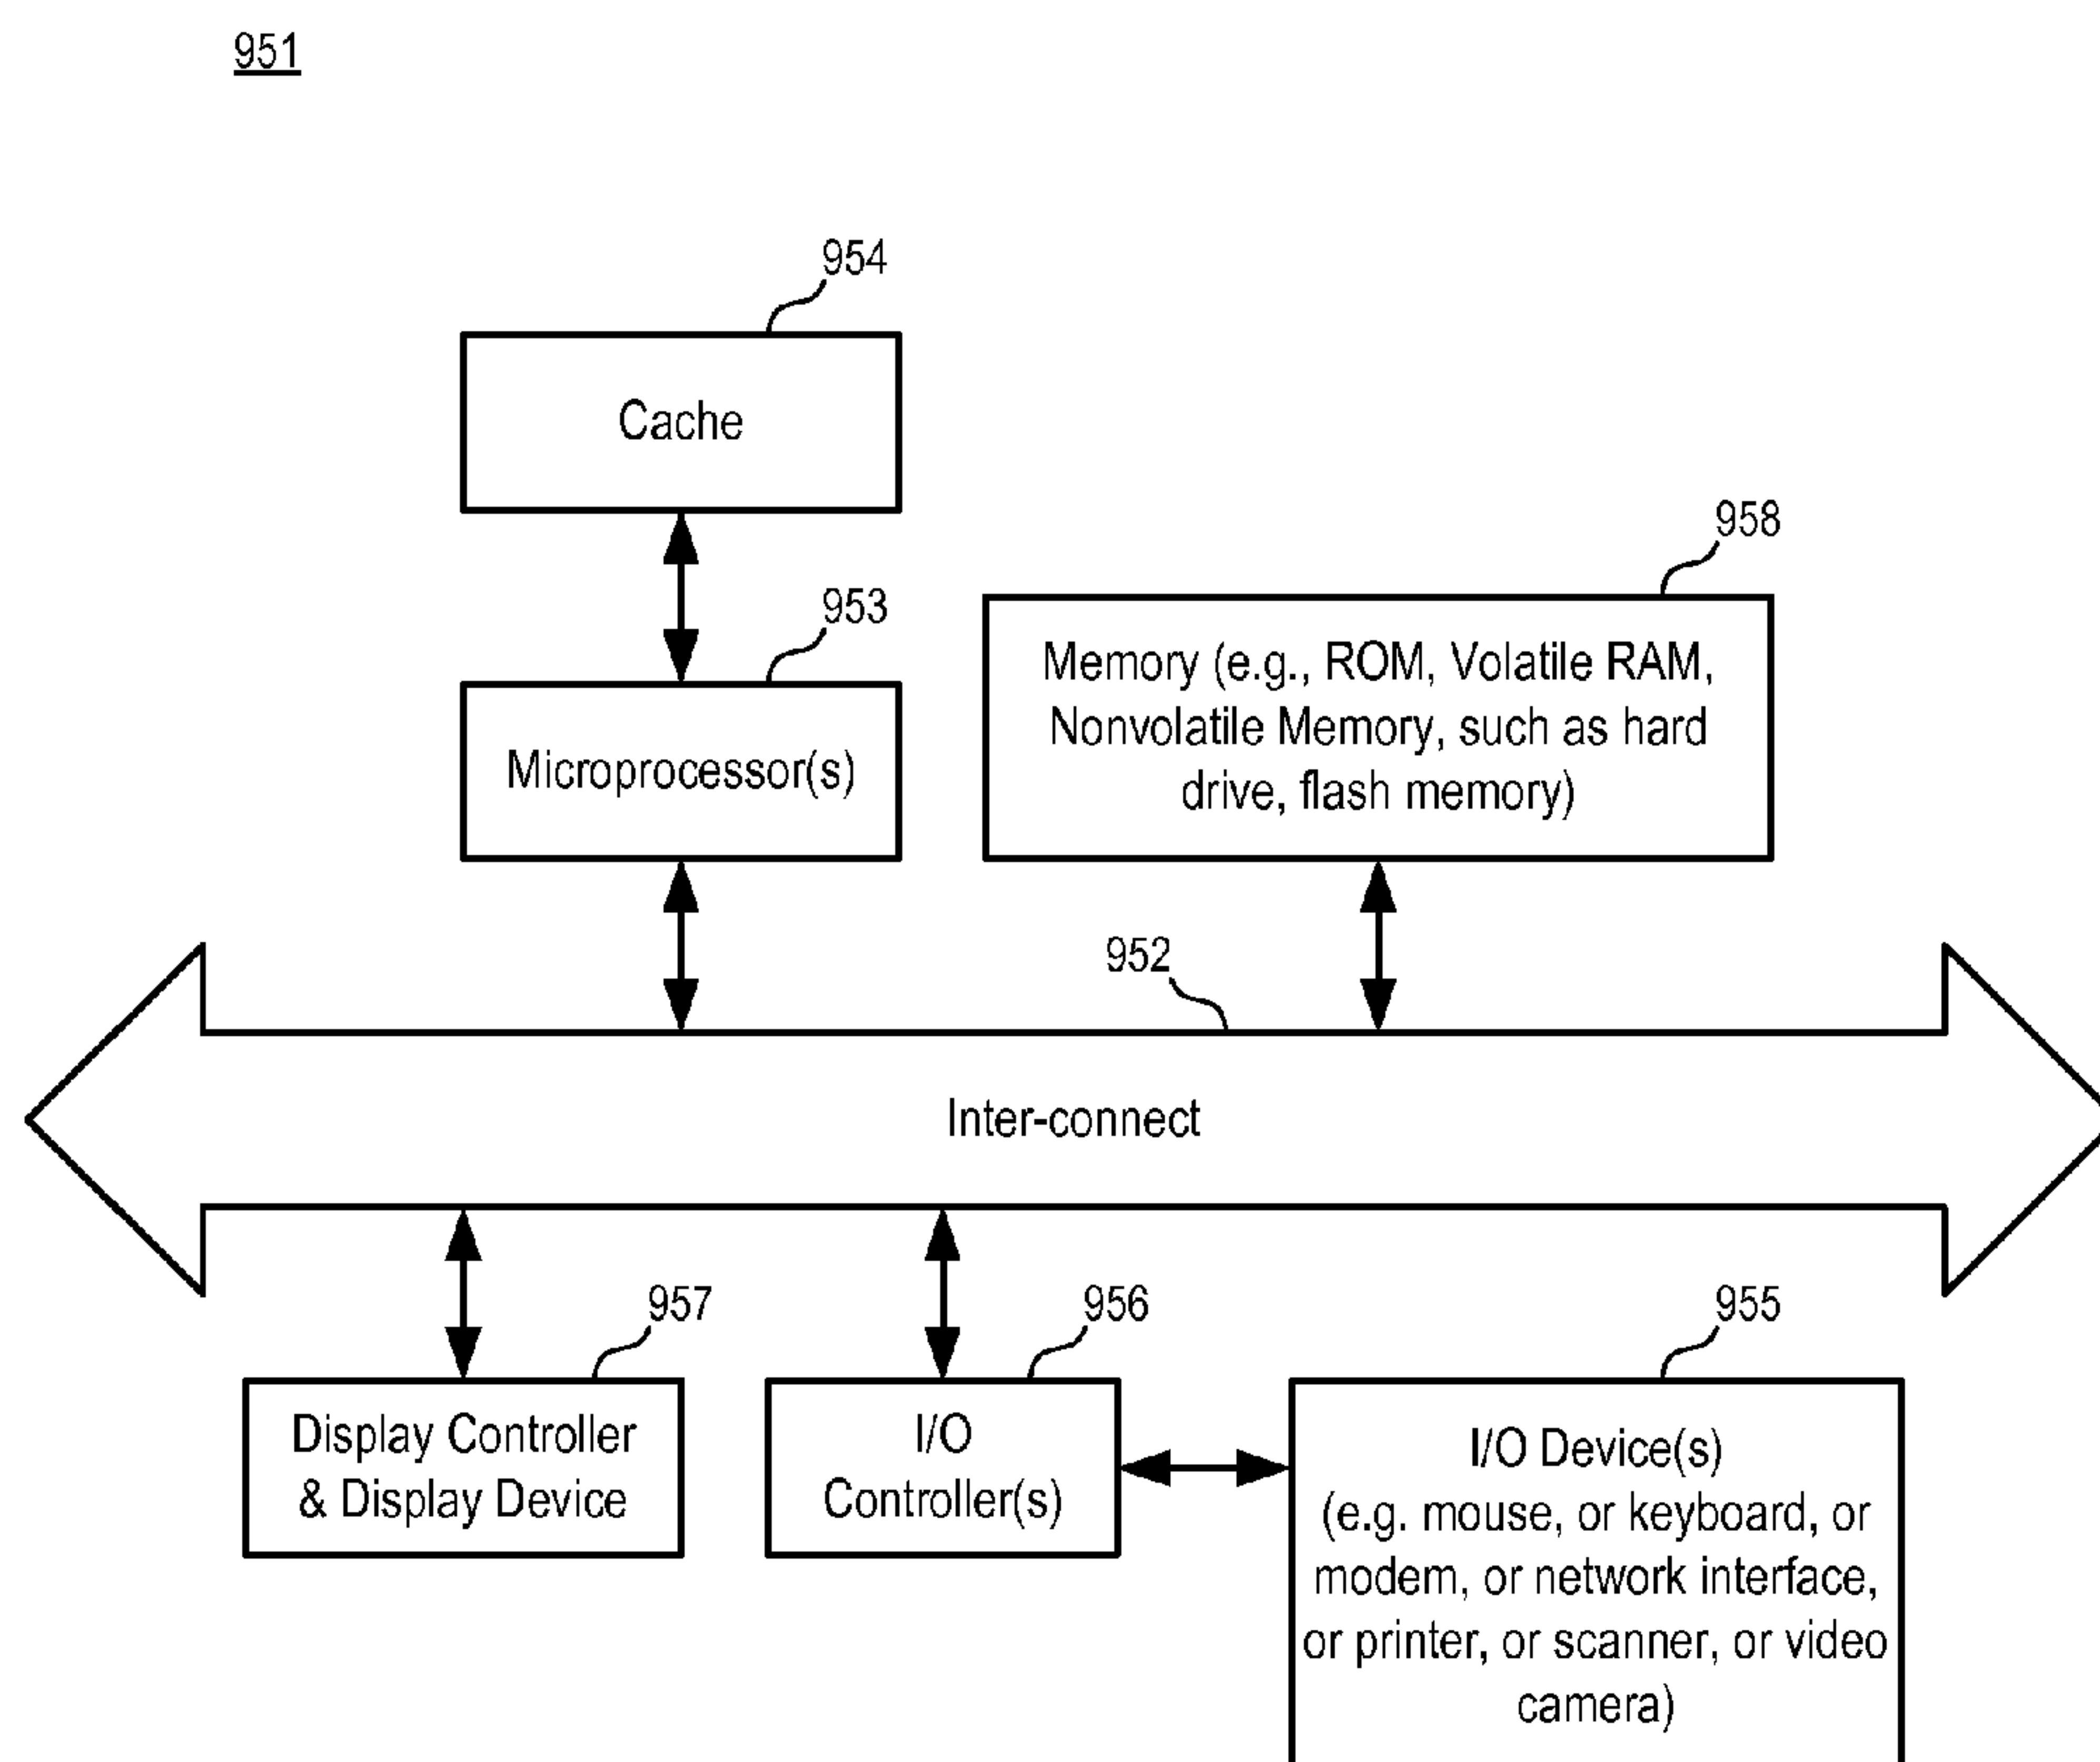 951
954
Cache
958
953
Memory (e.g., ROM, Volatile RAM,
Nonvolatile Memory, such as hard
drive, flash memory)
Microprocessor(s)
952
Inter-connect
957
956
955
Display Controller
& Display Device
I/O
Controller(s)
I/O Device(s)
(e.g. mouse, or keyboard, or
modem, or network interface,
or printer, or scanner, or video
camera)